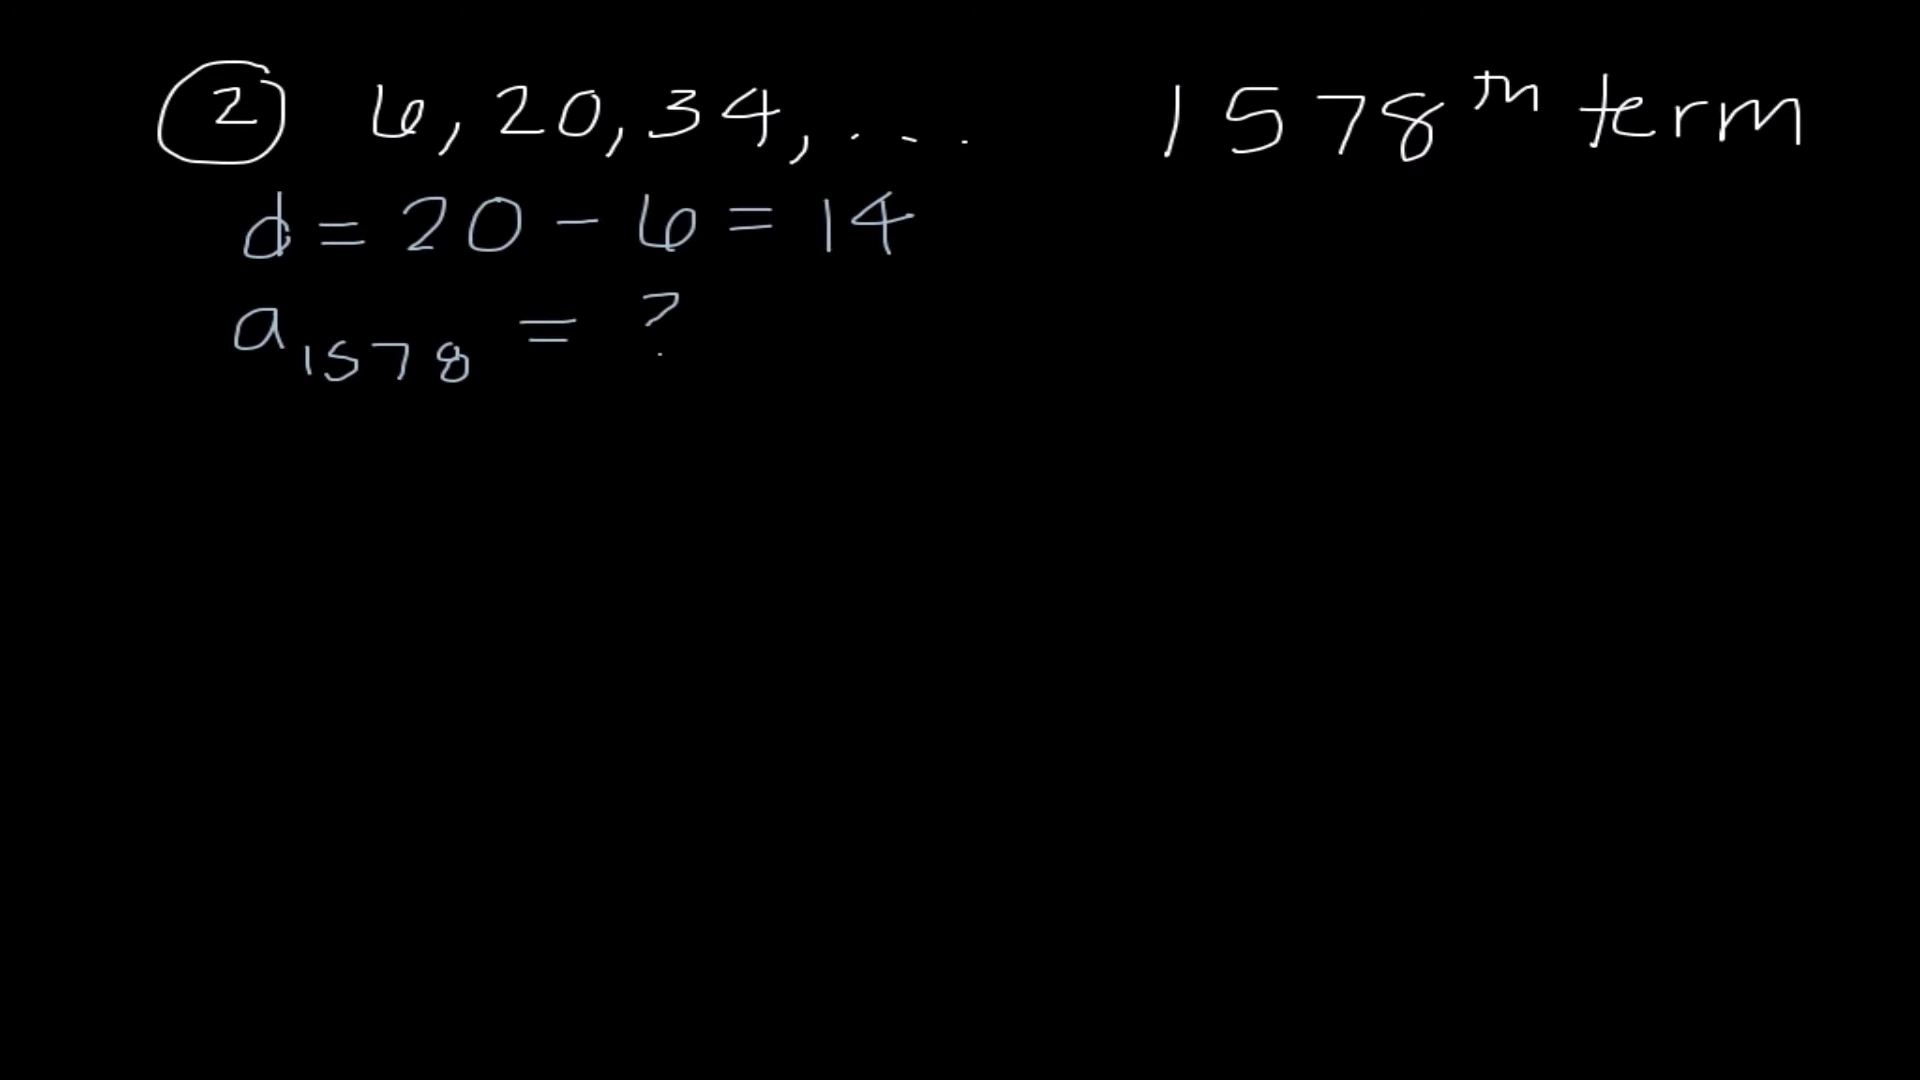 2 6, 20, 34, ... 1578th term
d = 20 - 6 = 14
a1578 = ?